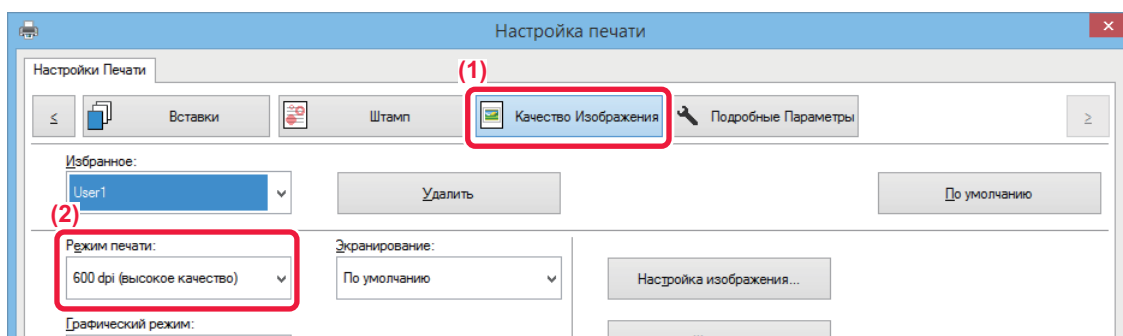 Настройка печати
×
Настройки Печати
(1)
<
Вставки
Штамп
Качество Изображения
Подробные Параметры
>
Избранное:
User1
Удалить
По умолчанию
(2)
Режим печати:
Экранирование:
600 dpi (высокое качество)
По умолчанию
Настройка изображения...
Графический режим: